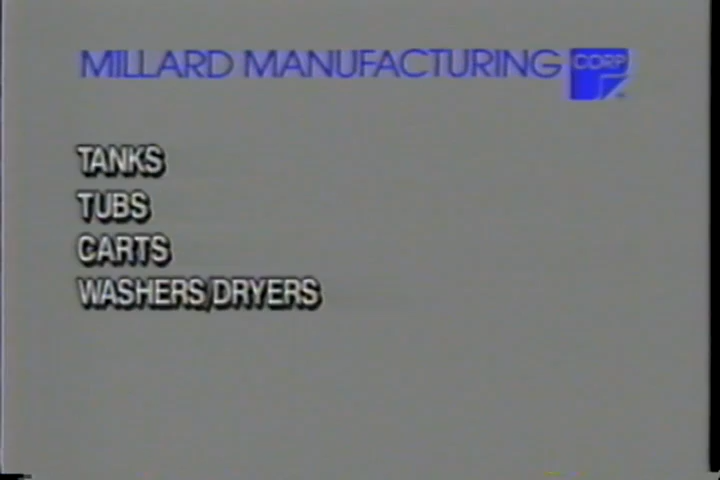 MILLARD MANUFACTURING CORP
TANKS
TUBS
CARTS
WASHERS/DRYERS